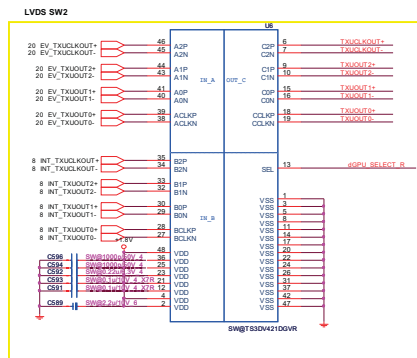 LVDS SW2
U6
20 EV_TXUCLKOUT+ 46 A2P C2P 6 TXUCLKOUT+
20 EV_TXUCLKOUT- 45 A2N C2N 7 TXUCLKOUT-
20 EV_TXUOUT2+ 44 A1P C1P 9 TXUOUT2+
20 EV_TXUOUT2- 43 A1N IN_A OUT_C C1N 10 TXUOUT2-
20 EV_TXUOUT1+ 41 A0P C0P 15 TXUOUT1+
20 EV_TXUOUT1- 40 A0N C0N 16 TXUOUT1-
20 EV_TXUOUT0+ 39 ACLKP CCLKP 18 TXUOUT0+
20 EV_TXUOUT0- 38 ACLKN CCLKN 19 TXUOUT0-
8 INT_TXUCLKOUT+ 35 B2P
8 INT_TXUCLKOUT- 34 B2N SEL 13 dGPU_SELECT_R
8 INT_TXUOUT2+ 33 B1P
8 INT_TXUOUT2- 32 B1N VSS 1
8 INT_TXUOUT1+ 30 B0P VSS 3
8 INT_TXUOUT1- 29 B0N IN_B VSS 5
VSS 8
8 INT_TXUOUT0+ 28 BCLKP VSS 11
8 INT_TXUOUT0- 27 BCLKN VSS 14
+1.8V VSS 17
48 VDD VSS 20
C596 SW@1000p/50V_4 36 VDD VSS 22
C594 SW@1000p/50V_4 25 VDD VSS 24
C592 SW@0.22u/6.3V_4 23 VDD VSS 26
C593 SW@0.1u/10V_4_X7R 21 VDD VSS 31
C591 SW@0.1u/10V_4_X7R 12 VDD VSS 37
4 VDD VSS 42
C589 SW@2.2u/10V_6 2 VDD VSS 47
SW@TS3DV421DGVR